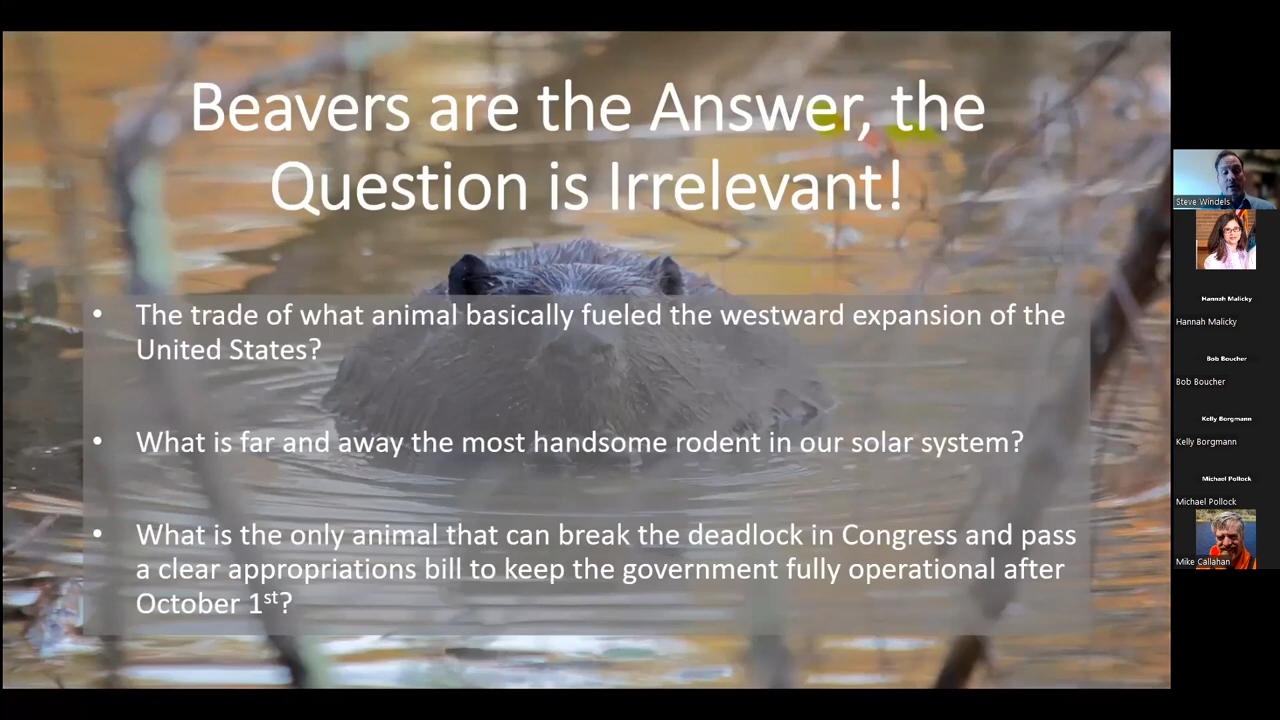 Beavers are the Answer, the
Question is Irrelevant!
• The trade of what animal basically fueled the westward expansion of the
United States?
• What is far and away the most handsome rodent in our solar system?
• What is the only animal that can break the deadlock in Congress and pass
a clear appropriations bill to keep the government fully operational after
October 1st?
Steve Windels
Hannah Malicky
Hannah Malicky
Bob Boucher
Bob Boucher
Kelly Borgmann
Kelly Borgmann
Michael Pollock
Michael Pollock
Mike Callahan